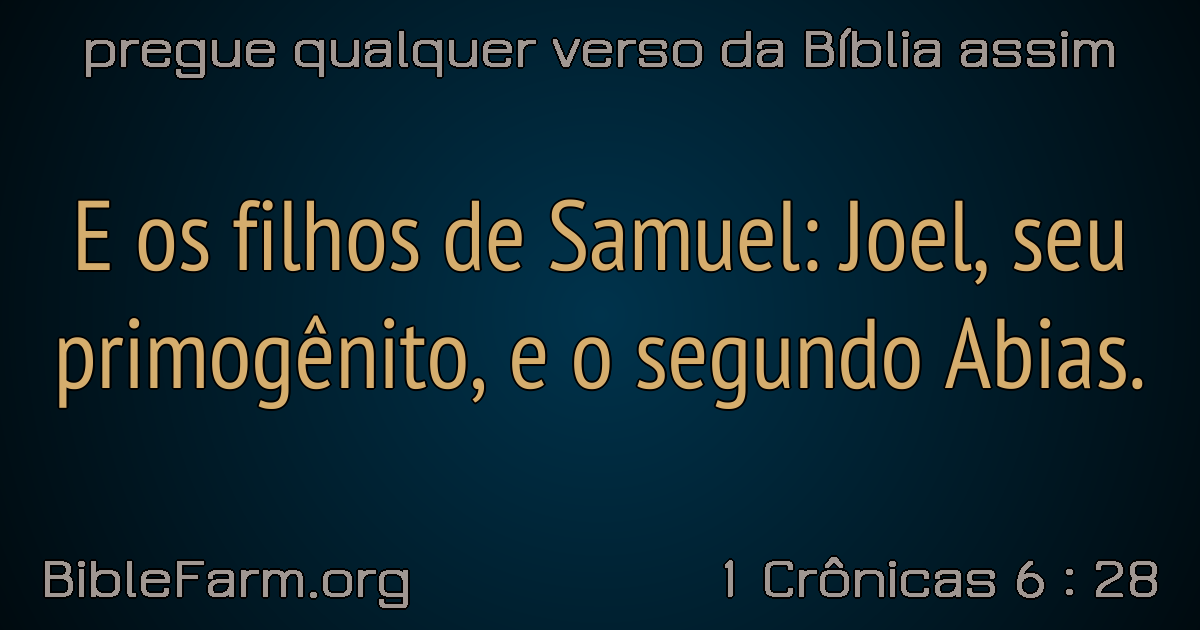 pregue qualquer verso da Bíblia assim
E os filhos de Samuel: Joel, seu
primogênito, e o segundo Abias.
BibleFarm.org
1 Crônicas 6 : 28